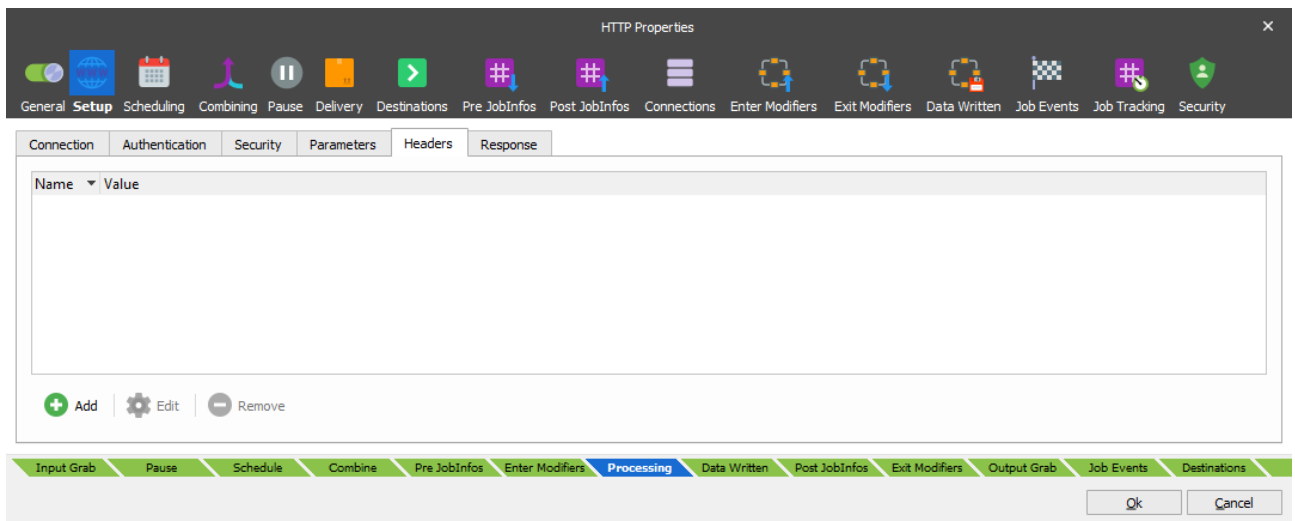 HTTP Properties
General Setup Scheduling Combining Pause Delivery Destinations Pre JobInfos Post JobInfos Connections Enter Modifiers Exit Modifiers Data Written Job Events Job Tracking Security
Connection Authentication Security Parameters Headers Response
Name Value
Add Edit Remove
Input Grab Pause Schedule Combine Pre JobInfos Enter Modifiers Processing Data Written Post JobInfos Exit Modifiers Output Grab Job Events Destinations
Ok Cancel